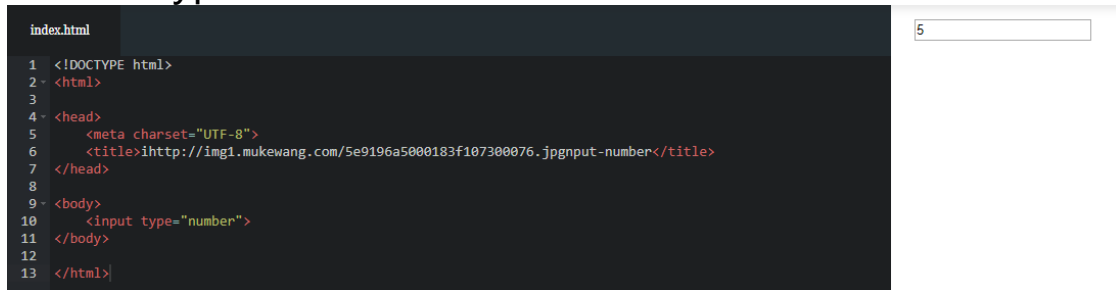 index.html
5
1 <!DOCTYPE html>
2 <html>
3
4 <head>
5 <meta charset="UTF-8">
6 <title>ihttp://img1.mukewang.com/5e9196a5000183f107300076.jpgnput-number</title>
7 </head>
8
9 <body>
10 <input type="number">
11 </body>
12
13 </html>